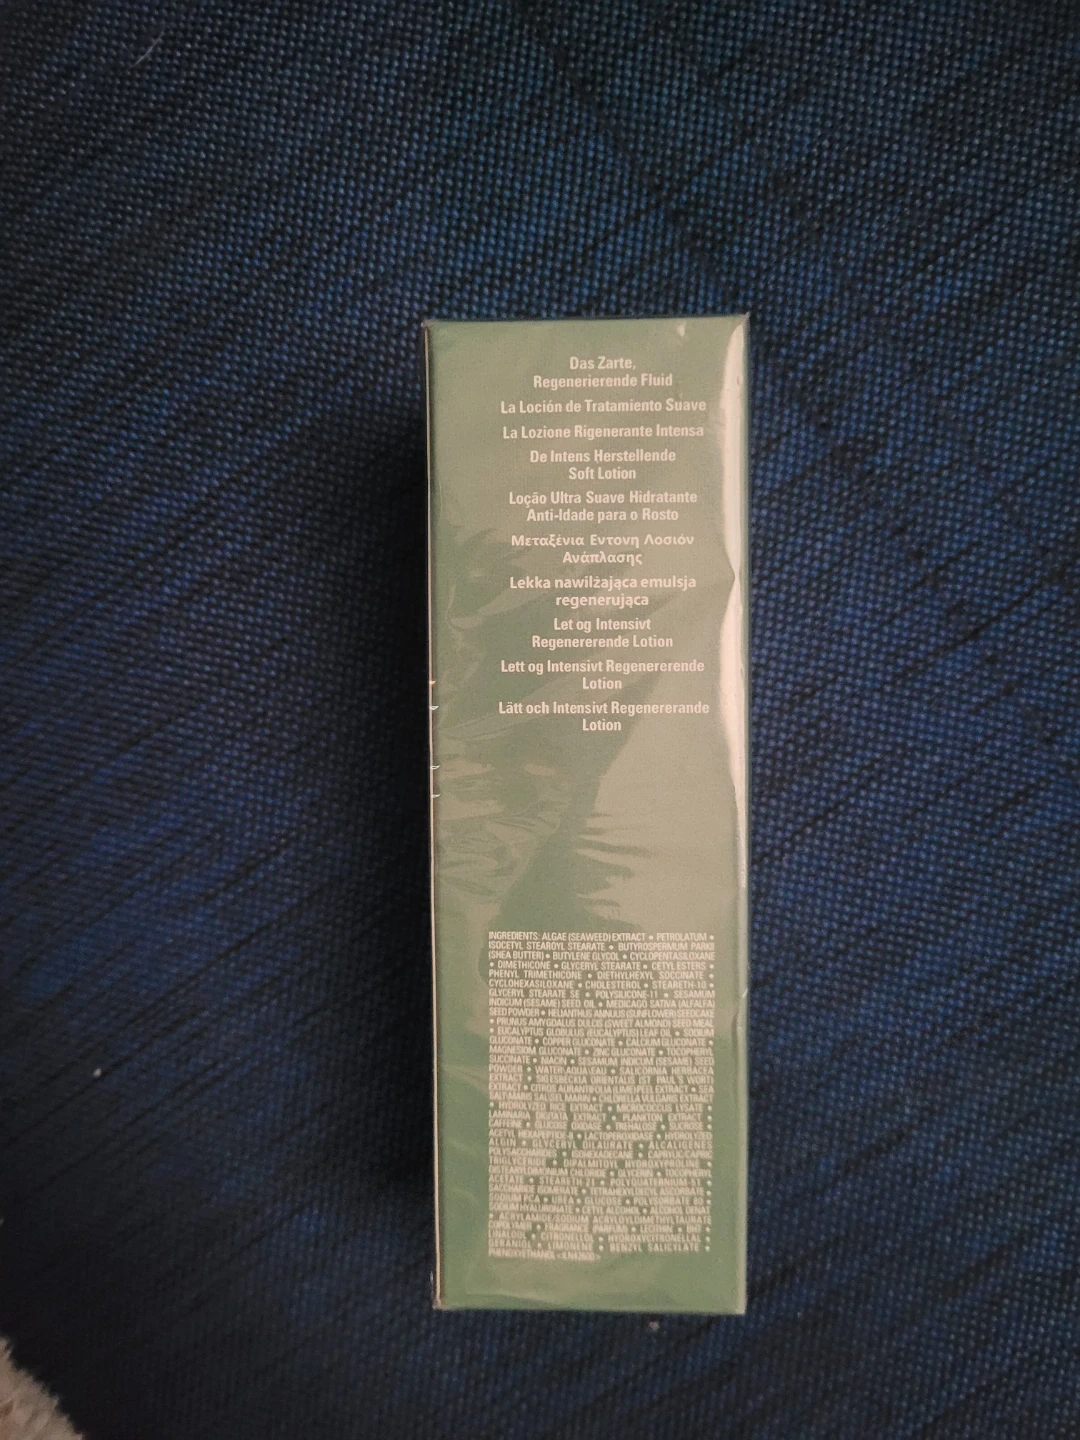 Das Zarte,
Regenerierende Fluid
La Loción de Tratamiento Suave
La Lozione Rigenerante Intensa
De Intens Herstellende
Soft Lotion
Loção Ultra Suave Hidratante
Anti-Idade para o Rosto
Μεταξένια Εντονη Λοσιόν
Ανάπλασης
Lekka nawilżająca emulsja
regenerująca
Let og Intensivt
Regenererende Lotion
Lett og Intensivt Regenererende
Lotion
Lätt och Intensivt Regenererande
Lotion
INGREDIENTS: ALGAE (SEAWEED) EXTRACT • PETROLATUM •
ISOCETYL STEAROYL STEARATE • BUTYROSPERMUM PARKII
(SHEA BUTTER) • BUTYLENE GLYCOL • CYCLOPENTASILOXANE
• DIMETHICONE • GLYCERYL STEARATE • CETYL ESTERS •
PHENYL TRIMETHICONE • DIETHYLHEXYL SUCCINATE •
CYCLOHEXASILOXANE • CHOLESTEROL • STEARETH-10 •
GLYCERYL STEARATE SE • POLYSILICONE-11 • SESAMUM
INDICUM (SESAME) SEED OIL • MEDICAGO SATIVA (ALFALFA)
SEED POWDER • HELIANTHUS ANNUUS (SUNFLOWER) SEEDCAKE
• PRUNUS AMYGDALUS DULCIS (SWEET ALMOND) SEED MEAL
• EUCALYPTUS GLOBULUS (EUCALYPTUS) LEAF OIL • SODIUM
GLUCONATE • COPPER GLUCONATE • CALCIUM GLUCONATE •
MAGNESIUM GLUCONATE • ZINC GLUCONATE • TOCOPHERYL
SUCCINATE • NIACIN • SESAMUM INDICUM (SESAME) SEED
POWDER • WATER\AQUA\EAU • SALICORNIA HERBACEA
EXTRACT • SIGESBECKIA ORIENTALIS (ST. PAUL'S WORT)
EXTRACT • CITRUS AURANTIFOLIA (LIME) PEEL EXTRACT • SEA
SALT\MARIS SAL\SEL MARIN • CHLORELLA VULGARIS EXTRACT
• HYDROLYZED RICE EXTRACT • MICROCOCCUS LYSATE •
LAMINARIA DIGITATA EXTRACT • PLANKTON EXTRACT •
CAFFEINE • GLUCOSE OXIDASE • TREHALOSE • SUCROSE •
ACETYL HEXAPEPTIDE-8 • LACTOPEROXIDASE • HYDROLYZED
ALGIN • GLYCERYL DILAURATE • ALCALIGENES
POLYSACCHARIDES • ISOHEXADECANE • CAPRYLIC/CAPRIC
TRIGLYCERIDE • DIPALMITOYL HYDROXYPROLINE •
DISTEARYLDIMONIUM CHLORIDE • GLYCERIN • TOCOPHERYL
ACETATE • STEARETH-21 • POLYQUATERNIUM-51 •
SACCHARIDE ISOMERATE • TETRAHEXYLDECYL ASCORBATE •
SODIUM PCA • UREA • GLUCOSE • POLYSORBATE 80 •
SODIUM HYALURONATE • CETYL ALCOHOL • ALCOHOL DENAT.
• ACRYLAMIDE/SODIUM ACRYLOYLDIMETHYLTAURATE
COPOLYMER • FRAGRANCE (PARFUM) •
LINALOOL • CITRONELLOL • HYDROXYCITRONELLAL •
GERANIOL • LIMONENE • BENZYL SALICYLATE •
PHENOXYETHANOL